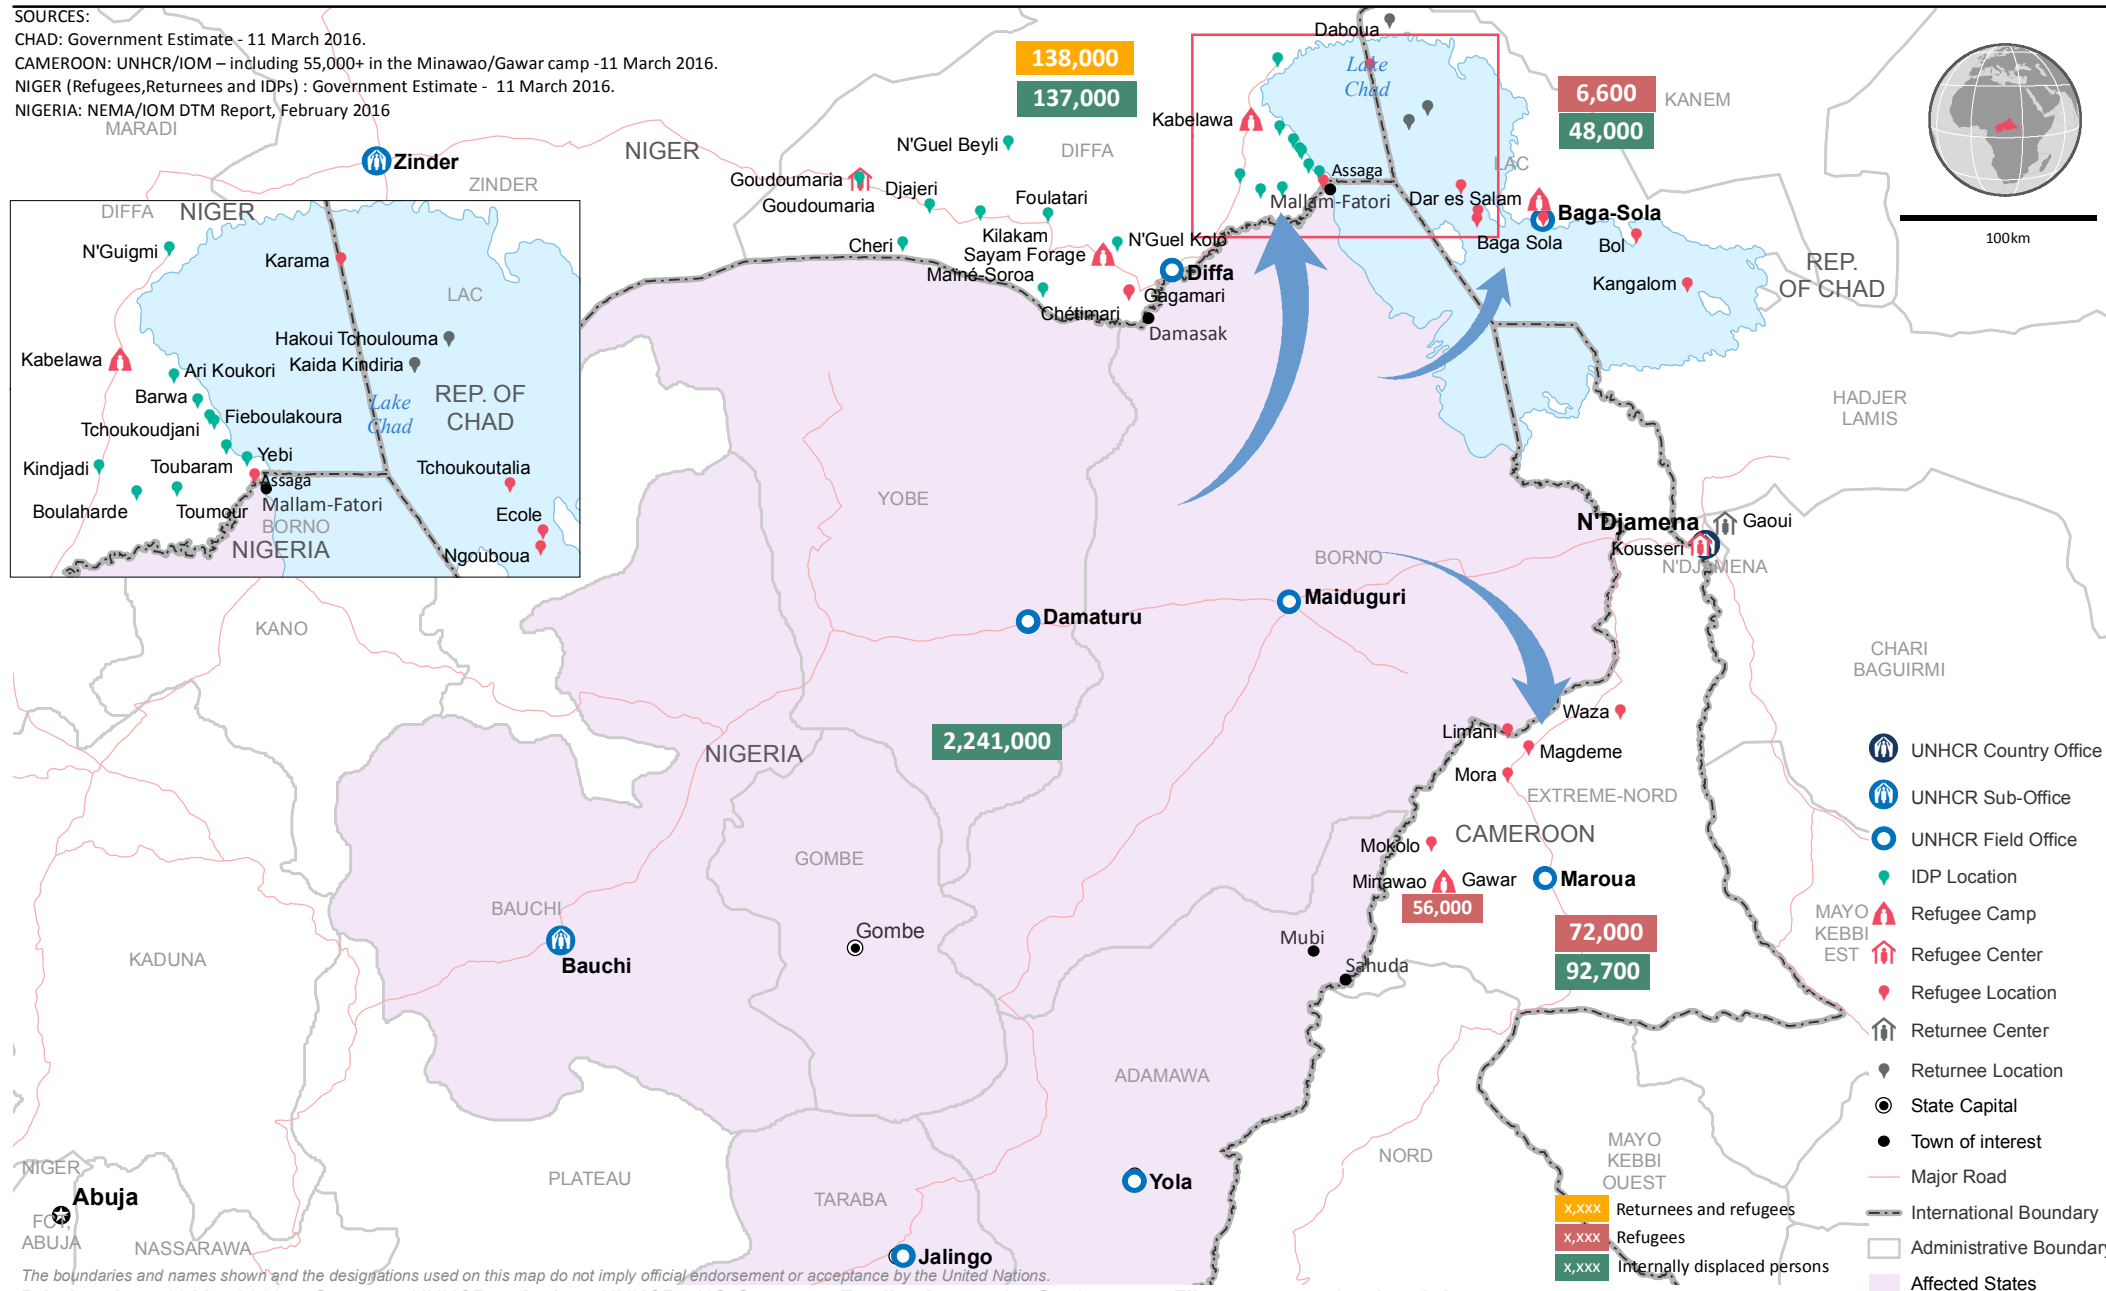 SOURCES:
CHAD: Government Estimate - 11 March 2016.
CAMEROON: UNHCR/IOM – including 55,000+ in the Minawao/Gawar camp -11 March 2016.
NIGER (Refugees,Returnees and IDPs) : Government Estimate - 11 March 2016.
NIGERIA: NEMA/IOM DTM Report, February 2016
MARADI
Zinder
ZINDER
NIGER
138,000
137,000
N'Guel Beyli
DIFFA
Goudoumaria
Goudoumaria
Djajeri
Foulatari
Kilakam
Cheri
Sayam Forage
N'Guel Kolo
Maïné-Soroa
Diffa
Gagamari
Chétimari
Damasak
Daboua
Lake
Chad
Kabelawa
Assaga
Mallam-Fatori
6,600
48,000
KANEM
LAC
Dar es Salam
Baga-Sola
Baga Sola
Bol
Kangalom
REP.
OF CHAD
100km
DIFFA
NIGER
N'Guigmi
Karama
LAC
Hakoui Tchoulouma
Kaida Kindiria
Kabelawa
Ari Koukori
Barwa
Fieboulakoura
Lake
Chad
REP. OF
CHAD
Tchoukoudjani
Yebi
Kindjadi
Toubaram
Assaga
Tchoukoutalia
Boulaharde
Toumour
Mallam-Fatori
BORNO
NIGERIA
Ecole
Ngouboua
HADJER
LAMIS
YOBE
BORNO
N'Djamena
Gaoui
Kousseri
N'DJAMENA
KANO
Damaturu
Maiduguri
CHARI
BAGUIRMI
Waza
Limani
Magdeme
Mora
NIGERIA
2,241,000
EXTREME-NORD
CAMEROON
Mokolo
Minawao
Gawar
56,000
Maroua
72,000
92,700
GOMBE
Gombe
BAUCHI
Bauchi
KADUNA
Mubi
Sahuda
MAYO
KEBBI
EST
ADAMAWA
NORD
MAYO
KEBBI
OUEST
NIGER
Abuja
FCT,
ABUJA
NASSARAWA
PLATEAU
TARABA
Yola
Jalingo
UNHCR Country Office
UNHCR Sub-Office
UNHCR Field Office
IDP Location
Refugee Camp
Refugee Center
Refugee Location
Returnee Center
Returnee Location
State Capital
Town of interest
Major Road
International Boundary
Administrative Boundary
Affected States
x,xxx Returnees and refugees
x,xxx Refugees
x,xxx Internally displaced persons
The boundaries and names shown and the designations used on this map do not imply official endorsement or acceptance by the United Nations.